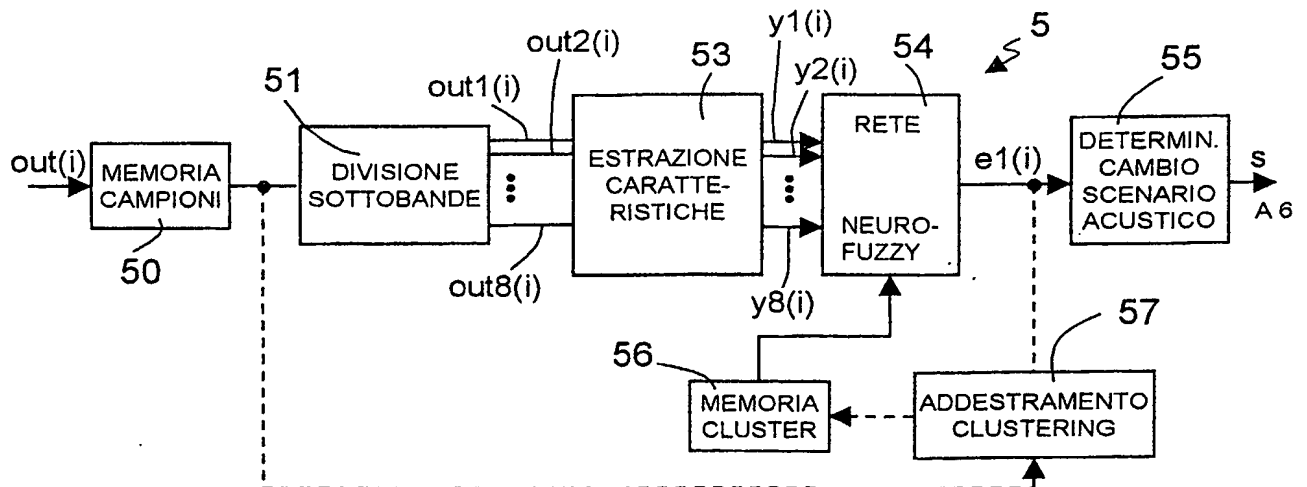 y1(i)
out2(i)
53
54
5
y2(i)
55
51
out1(i)
out(i)
MEMORIA
CAMPIONI
50
DIVISIONE
SOTTOBANDE
ESTRAZIONE
CARATTE-
RISTICHE
RETE
NEURO-
FUZZY
e1(i)
DETERMIN.
CAMBIO
SCENARIO
ACUSTICO
S
A 6
out8(i)
y8(i)
56
57
MEMORIA
CLUSTER
ADDESTRAMENTO
CLUSTERING